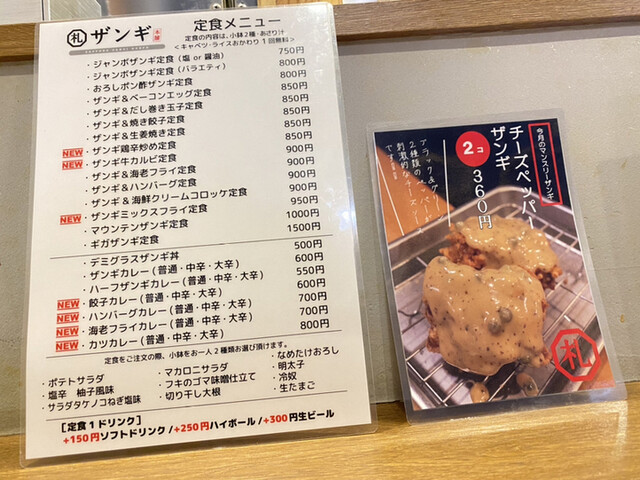 札 ザンギ 本舗
定食メニュー
定食の内容は、小鉢２種・あさり汁
＜キャベツ・ライスおかわり１回無料＞
・ジャンボザンギ定食（塩 or 醤油） 750円
・ジャンボザンギ定食（バラエティ） 800円
・おろしポン酢ザンギ定食 800円
・ザンギ＆ベーコンエッグ定食 850円
・ザンギ＆だし巻き玉子定食 850円
・ザンギ＆焼き餃子定食 850円
・ザンギ＆生姜焼き定食 850円
NEW ・ザンギ鶏辛炒め定食 850円
NEW ・ザンギ牛カルビ定食 900円
・ザンギ＆海老フライ定食 900円
・ザンギ＆ハンバーグ定食 900円
・ザンギ＆海鮮クリームコロッケ定食 900円
NEW ・ザンギミックスフライ定食 950円
・マウンテンザンギ定食 1000円
・ギガザンギ定食 1500円
・デミグラスザンギ丼 500円
・ザンギカレー（普通・中辛・大辛） 600円
・ハーフザンギカレー（普通・中辛・大辛） 550円
NEW ・餃子カレー（普通・中辛・大辛） 600円
NEW ・ハンバーグカレー（普通・中辛・大辛） 700円
NEW ・海老フライカレー（普通・中辛・大辛） 700円
NEW ・カツカレー（普通・中辛・大辛） 800円
定食をご注文の際、小鉢をお一人２種類お選び頂けます。
・ポテトサラダ ・マカロニサラダ ・なめたけおろし
・塩辛 柚子風味 ・フキのゴマ味噌仕立て ・明太子
・サラダタケノコねぎ塩味 ・切り干し大根 ・冷奴
・生たまご
［定食１ドリンク］
+150円ソフトドリンク/+250円ハイボール/+300円生ビール
今月のマンスリーザンギ
チーズペッパー
ザンギ
２コ
３６０円
２種類の
刺激的なチーズソース
です
札